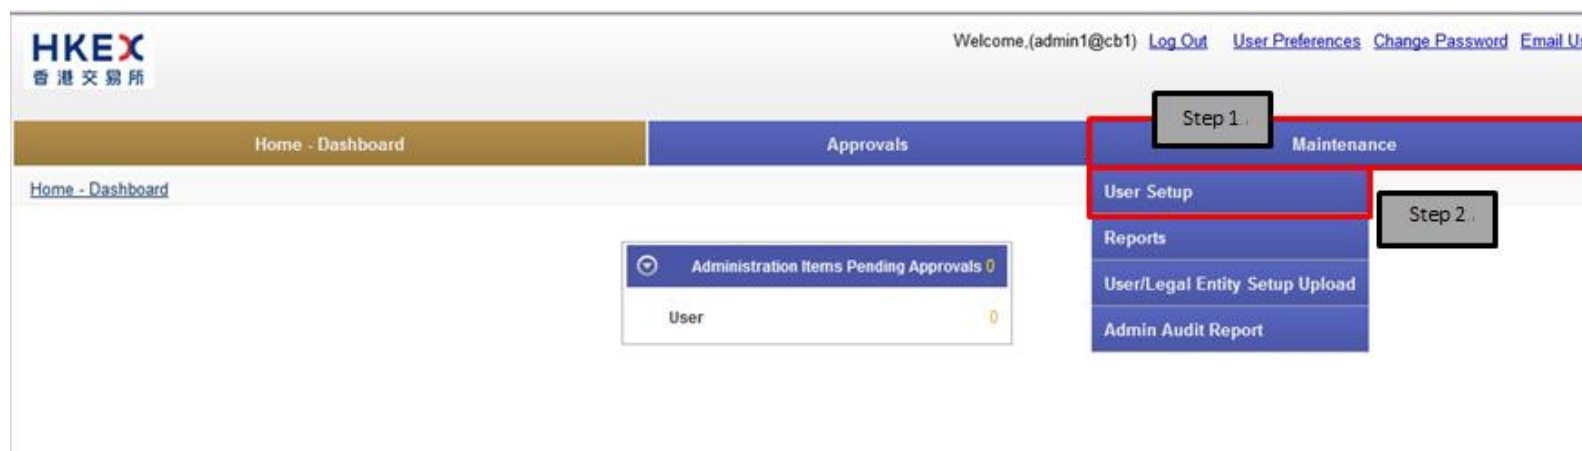 HKEX
香港交易所
Welcome,(admin1@cb1) Log Out User Preferences Change Password Email Us
Step 1.
Home - Dashboard Approvals Maintenance
Home - Dashboard
User Setup
Step 2.
Reports
Administration Items Pending Approvals 0
User/Legal Entity Setup Upload
User 0
Admin Audit Report